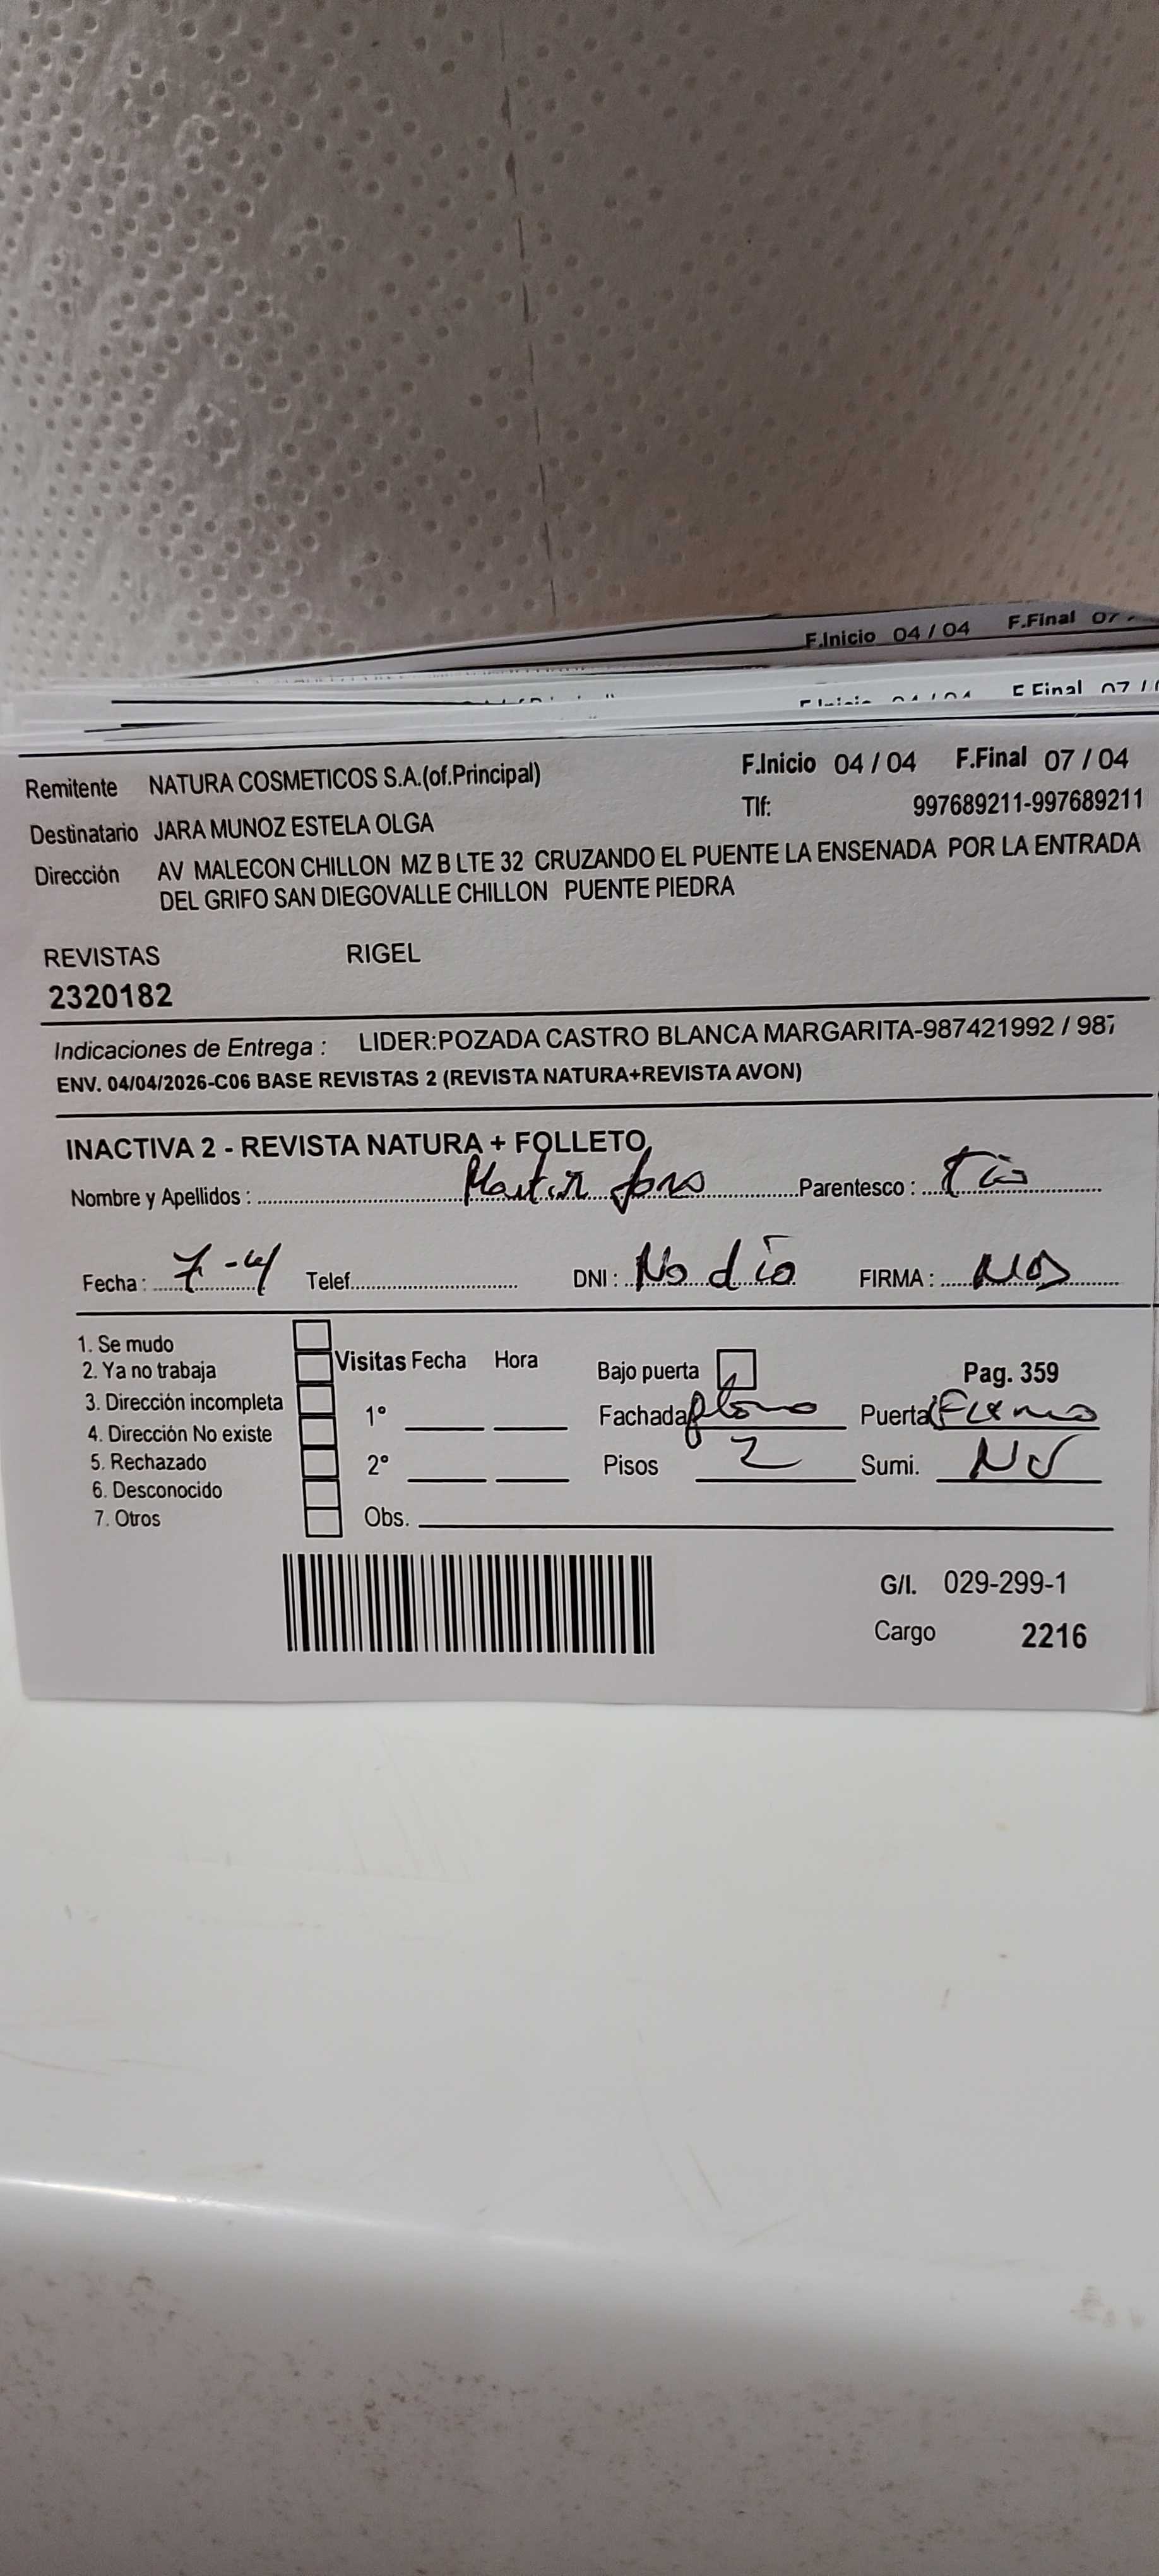 F.Inicio 04 / 04 F.Final 07
F.Final 07 /
Remitente NATURA COSMETICOS S.A.(of.Principal) F.Inicio 04 / 04 F.Final 07 / 04
Tlf: 997689211-997689211
Destinatario JARA MUNOZ ESTELA OLGA
Dirección AV MALECON CHILLON MZ B LTE 32 CRUZANDO EL PUENTE LA ENSENADA POR LA ENTRADA
DEL GRIFO SAN DIEGOVALLE CHILLON PUENTE PIEDRA
REVISTAS RIGEL
2320182
Indicaciones de Entrega : LIDER:POZADA CASTRO BLANCA MARGARITA-987421992 / 987
ENV. 04/04/2026-C06 BASE REVISTAS 2 (REVISTA NATURA+REVISTA AVON)
INACTIVA 2 - REVISTA NATURA + FOLLETO
Nombre y Apellidos : Parentesco : Tio
Fecha : 7-4 Telef. DNI : No dio FIRMA : No
1. Se mudo
2. Ya no trabaja
3. Dirección incompleta
4. Dirección No existe
5. Rechazado
6. Desconocido
7. Otros
Visitas Fecha Hora
1°
2°
Obs.
Bajo puerta Pag. 359
Fachada plomo Puerta
Pisos 2 Sumi. No
G/I. 029-299-1
Cargo 2216